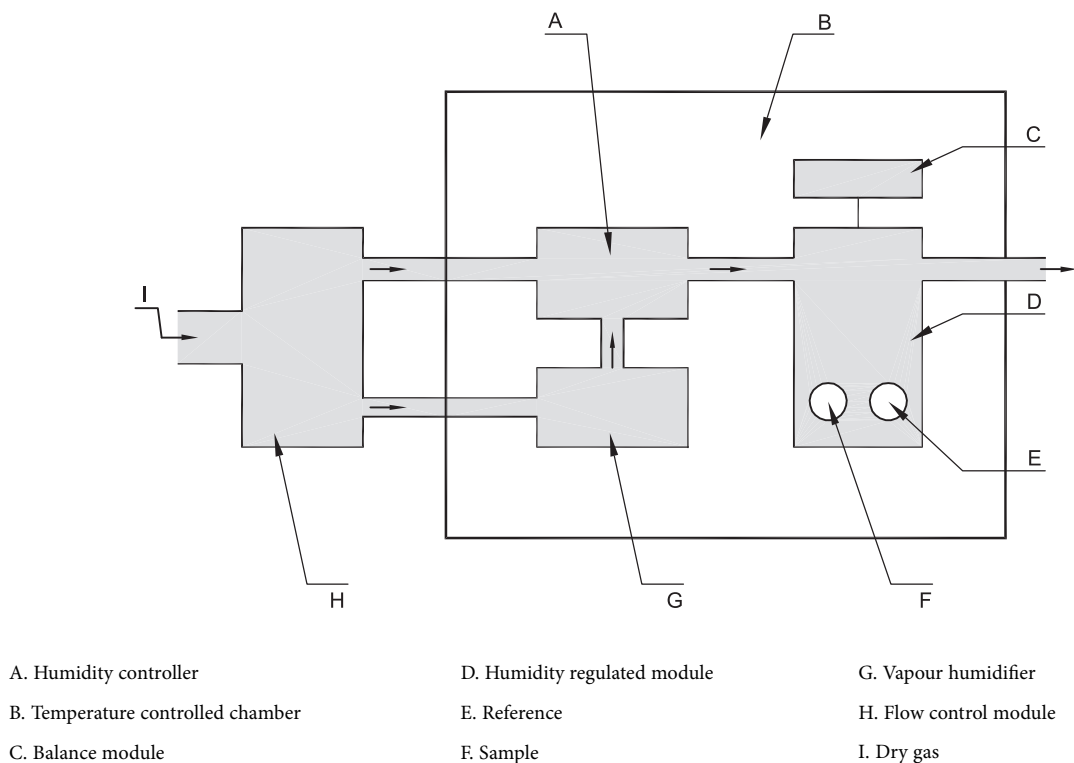 A
B
C
I
D
E
H
G
F
A. Humidity controller
B. Temperature controlled chamber
C. Balance module
D. Humidity regulated module
E. Reference
F. Sample
G. Vapour humidifier
H. Flow control module
I. Dry gas